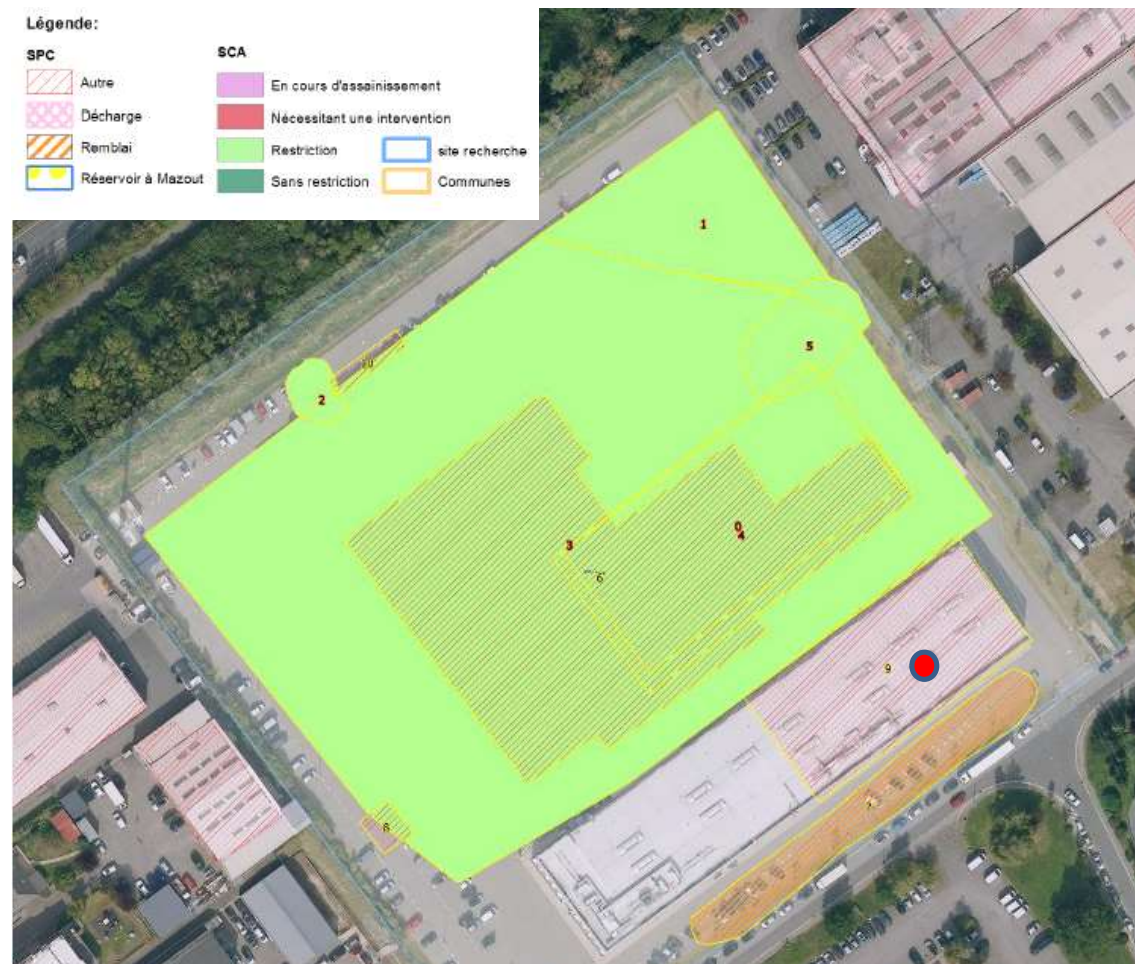 Légende:
SPC
Autre
Décharge
Remblai
Réservoir à Mazout
SCA
En cours d'assainissement
Nécessitant une intervention
Restriction
Sans restriction
site recherche
Communes
1
2
5
3
0
4
6
9
8